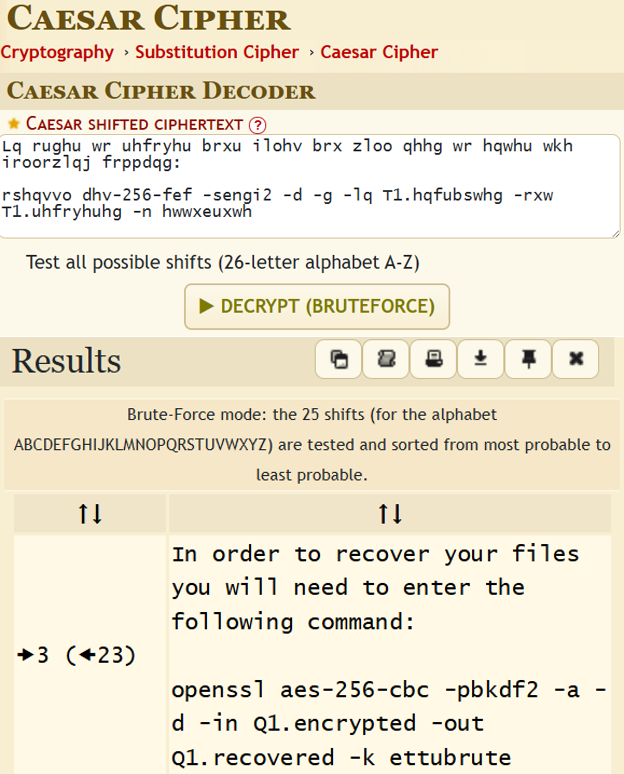 Caesar Cipher
Cryptography › Substitution Cipher › Caesar Cipher
Caesar Cipher Decoder
★ Caesar shifted ciphertext ?
Lq rughu wr uhfryhu brxu ilohv brx zloo qhhg wr hqwhu wkh
iroorzlqj frppdqg:
rshqvvo dhv-256-fef -sengi2 -d -g -lq T1.hqfubswhg -rxw
T1.uhfryhuhg -n hwwxeuxwh
Test all possible shifts (26-letter alphabet A-Z)
▶ DECRYPT (BRUTEFORCE)
Results
Brute-Force mode: the 25 shifts (for the alphabet
ABCDEFGHIJKLMNOPQRSTUVWXYZ) are tested and sorted from most probable to
least probable.
↑↓ ↑↓
➔3 (←23)
In order to recover your files
you will need to enter the
following command:
openssl aes-256-cbc -pbkdf2 -a -
d -in Q1.encrypted -out
Q1.recovered -k ettubrute